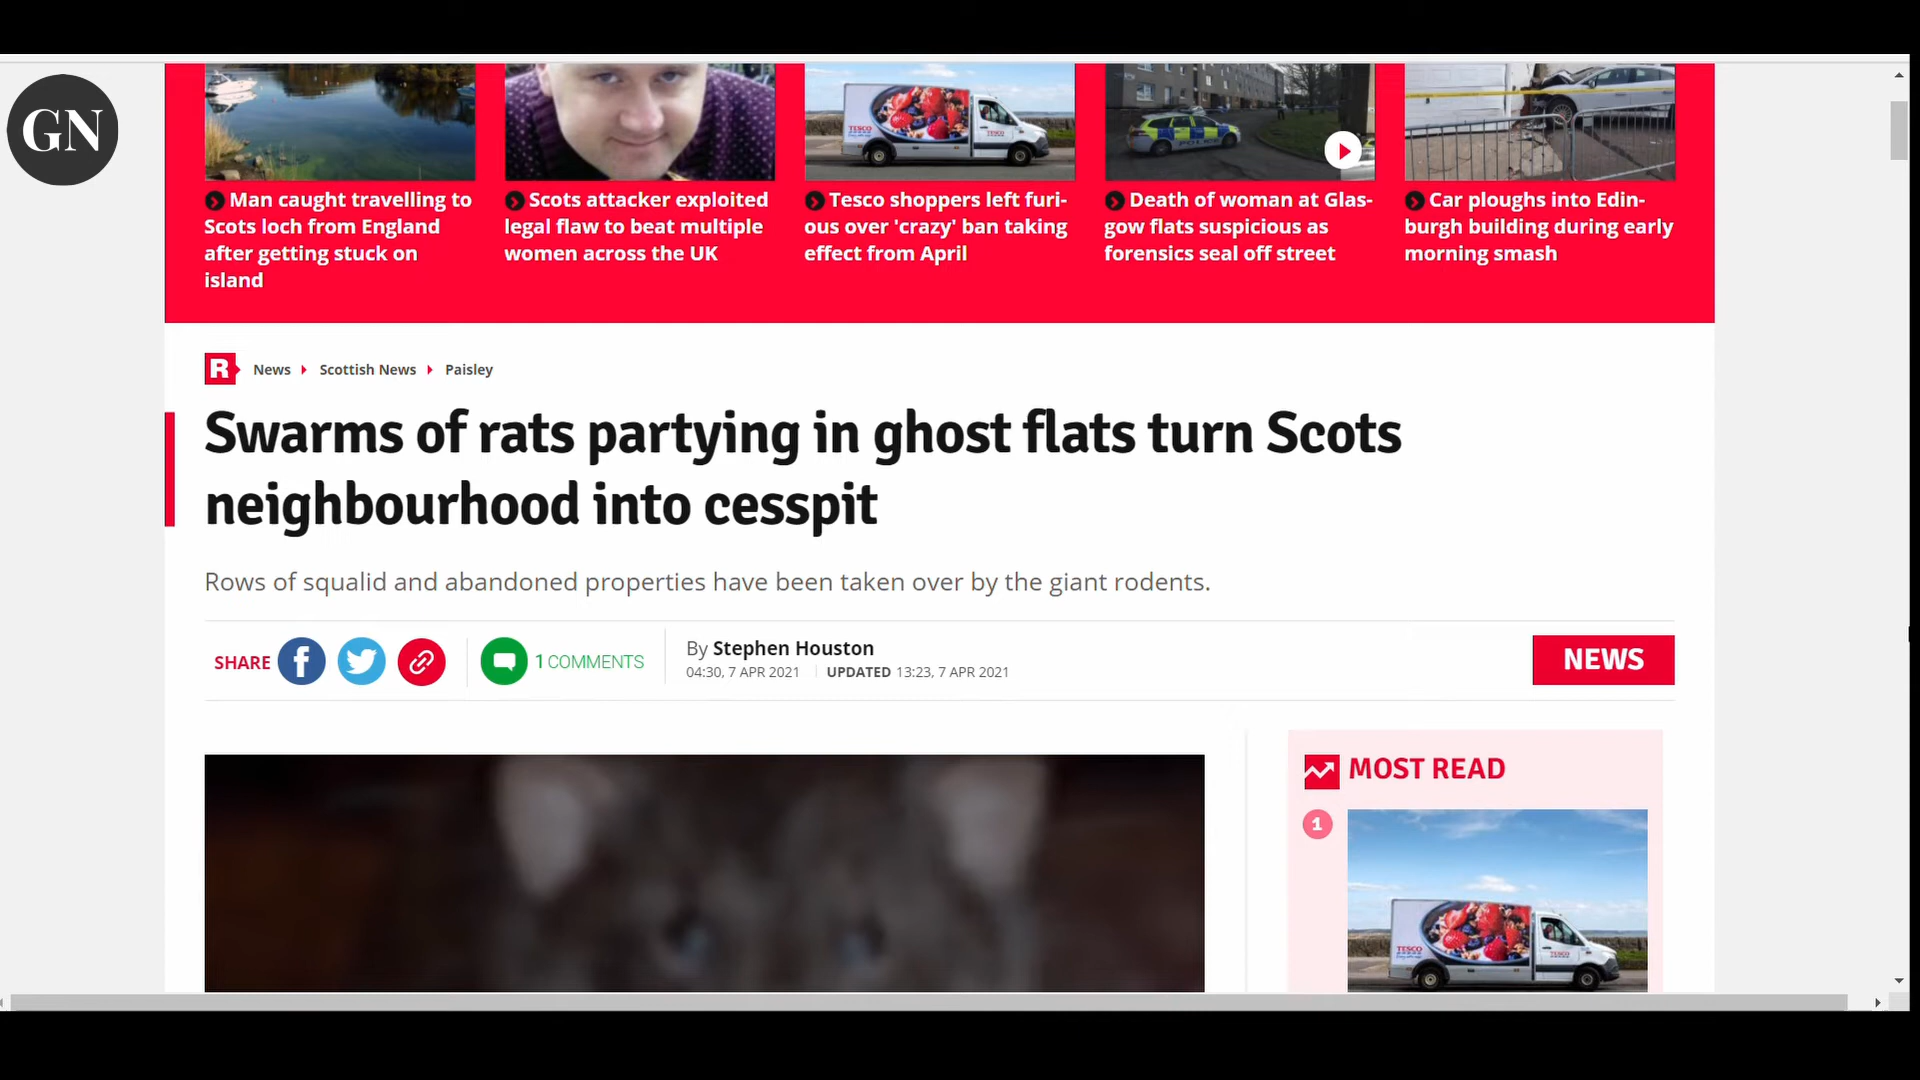 GN
Man caught travelling to
Scots loch from England
after getting stuck on
island
Scots attacker exploited
legal flaw to beat multiple
women across the UK
TESCO
TESCO
Tesco shoppers left furi-
ous over 'crazy' ban taking
effect from April
POLICE
Death of woman at Glas-
gow flats suspicious as
forensics seal off street
Car ploughs into Edin-
burgh building during early
morning smash
R News Scottish News Paisley
Swarms of rats partying in ghost flats turn Scots
neighbourhood into cesspit
Rows of squalid and abandoned properties have been taken over by the giant rodents.
SHARE
1 COMMENTS
By Stephen Houston
04:30, 7 APR 2021 UPDATED 13:23, 7 APR 2021
NEWS
MOST READ
1
TESCO
TESCO